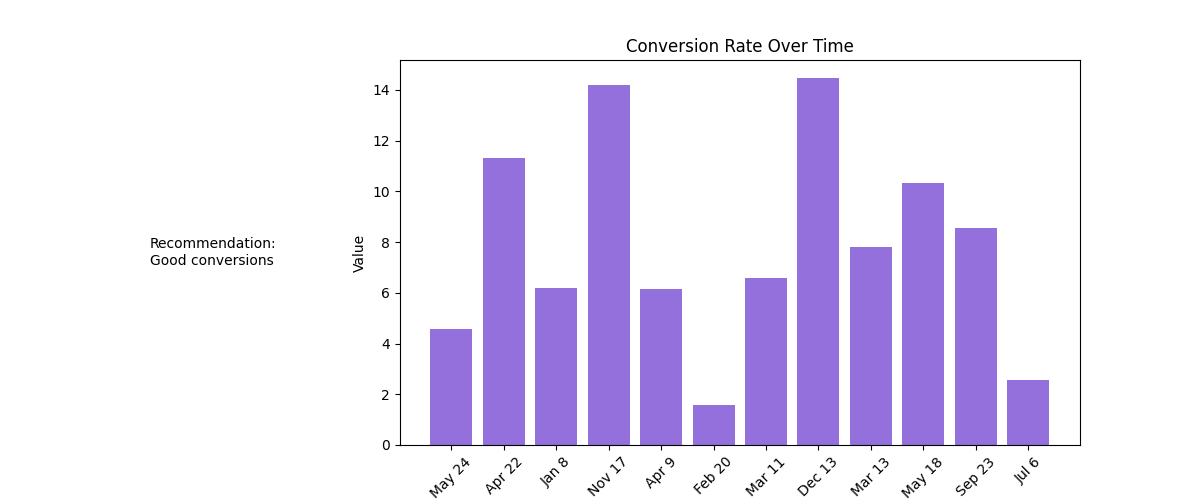 Conversion Rate Over Time
Recommendation:
Good conversions
Value
14
12
10
8
6
4
2
0
May 24
Apr 22
Jan 8
Nov 17
Apr 9
Feb 20
Mar 11
Dec 13
Mar 13
May 18
Sep 23
Jul 6